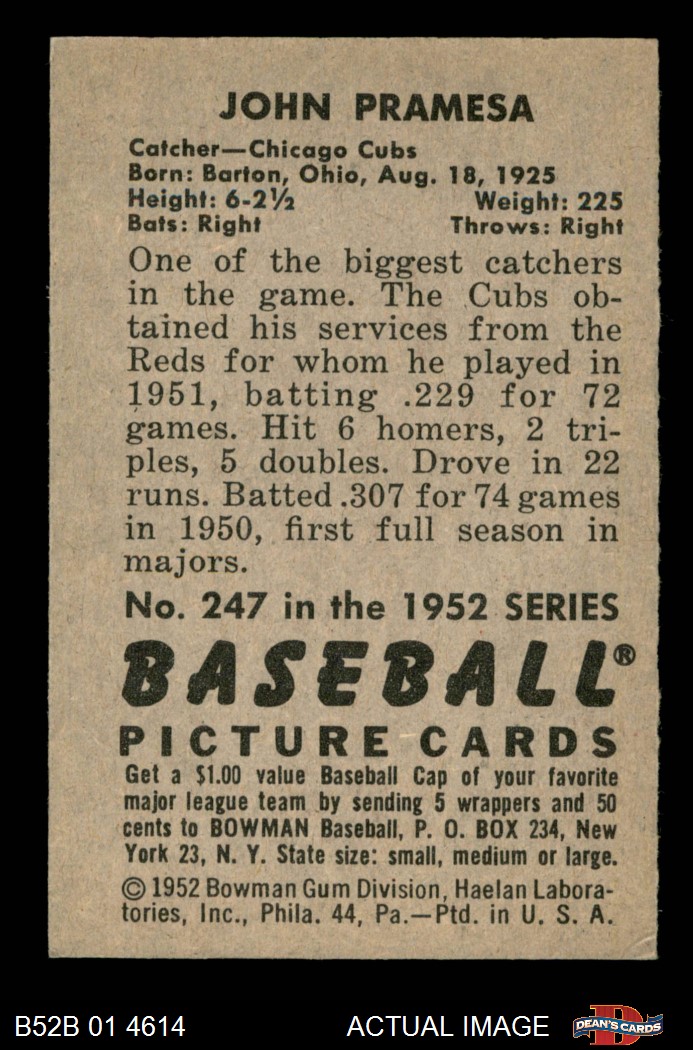 JOHN PRAMESA
Catcher—Chicago Cubs
Born: Barton, Ohio, Aug. 18, 1925
Height: 6-2½ Weight: 225
Bats: Right Throws: Right
One of the biggest catchers
in the game. The Cubs ob-
tained his services from the
Reds for whom he played in
1951, batting .229 for 72
games. Hit 6 homers, 2 tri-
ples, 5 doubles. Drove in 22
runs. Batted .307 for 74 games
in 1950, first full season in
majors.
No. 247 in the 1952 SERIES
BASEBALL®
PICTURE CARDS
Get a $1.00 value Baseball Cap of your favorite
major league team by sending 5 wrappers and 50
cents to BOWMAN Baseball, P. O. BOX 234, New
York 23, N. Y. State size: small, medium or large.
© 1952 Bowman Gum Division, Haelan Labora-
tories, Inc., Phila. 44, Pa.—Ptd. in U. S. A.
B52B 01 4614 ACTUAL IMAGE D DEAN'S CARDS